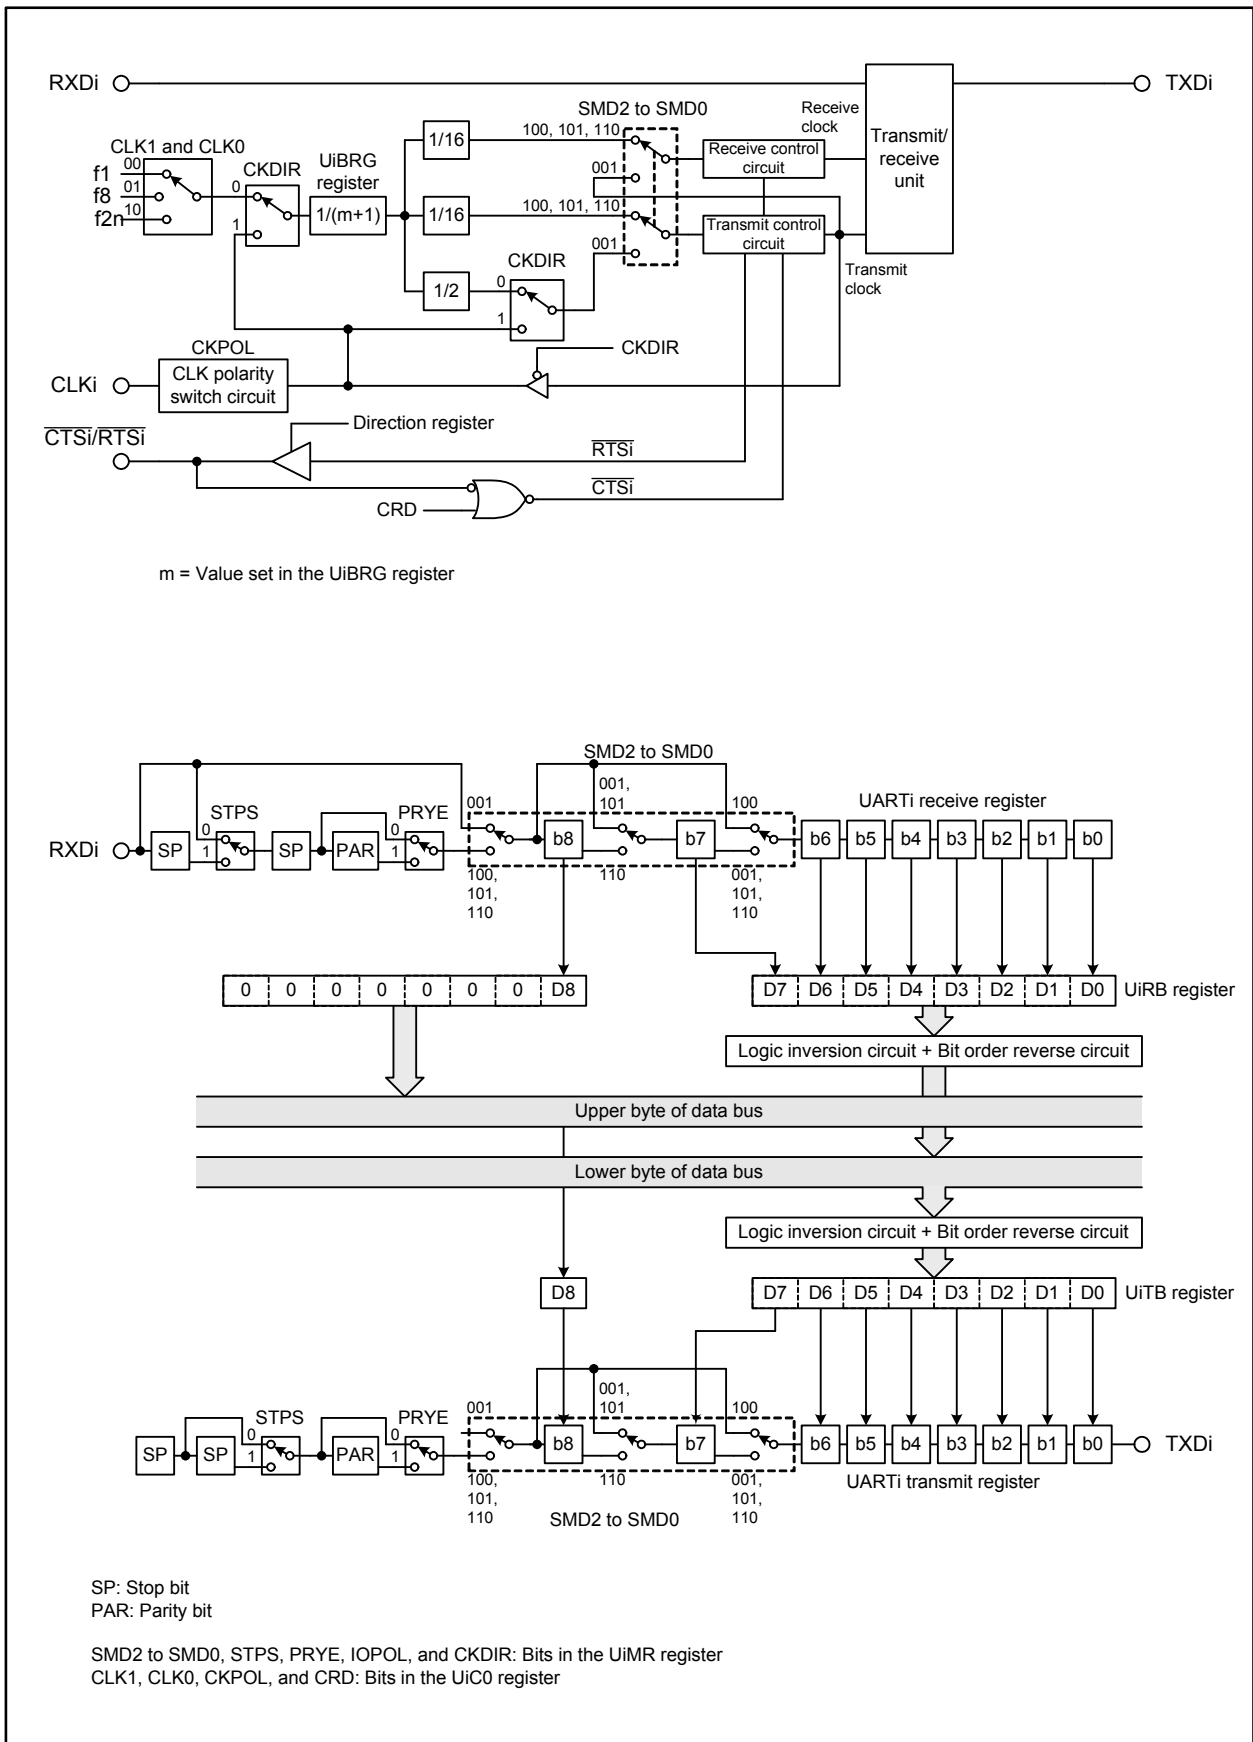 RXDi
TXDi
SMD2 to SMD0
Receive
clock
Transmit/
receive
unit
100, 101, 110
1/16
Receive control
circuit
CLK1 and CLK0
CKDIR
UiBRG
register
f1
00
f8
01
f2n
10
0
1
1/(m+1)
001
1/16
100, 101, 110
Transmit control
circuit
001
Transmit
clock
CKDIR
1/2
0
1
CKPOL
CKDIR
CLKi
CLK polarity
switch circuit
Direction register
CTSi/RTSi
RTSi
CTSi
CRD
m = Value set in the UiBRG register
SMD2 to SMD0
001
001,
101
100
UARTi receive register
STPS
PRYE
RXDi
SP
0
1
SP
PAR
0
1
b8
b7
b6
b5
b4
b3
b2
b1
b0
100,
101,
110
110
001,
101,
110
0 0 0 0 0 0 0 D8
D7 D6 D5 D4 D3 D2 D1 D0
UiRB register
Logic inversion circuit + Bit order reverse circuit
Upper byte of data bus
Lower byte of data bus
Logic inversion circuit + Bit order reverse circuit
D8
D7 D6 D5 D4 D3 D2 D1 D0
UiTB register
001
001,
101
100
STPS
PRYE
SP
SP
0
1
PAR
0
1
b8
b7
b6
b5
b4
b3
b2
b1
b0
TXDi
100,
101,
110
110
001,
101,
110
UARTi transmit register
SMD2 to SMD0
SP: Stop bit
PAR: Parity bit
SMD2 to SMD0, STPS, PRYE, IOPOL, and CKDIR: Bits in the UiMR register
CLK1, CLK0, CKPOL, and CRD: Bits in the UiC0 register